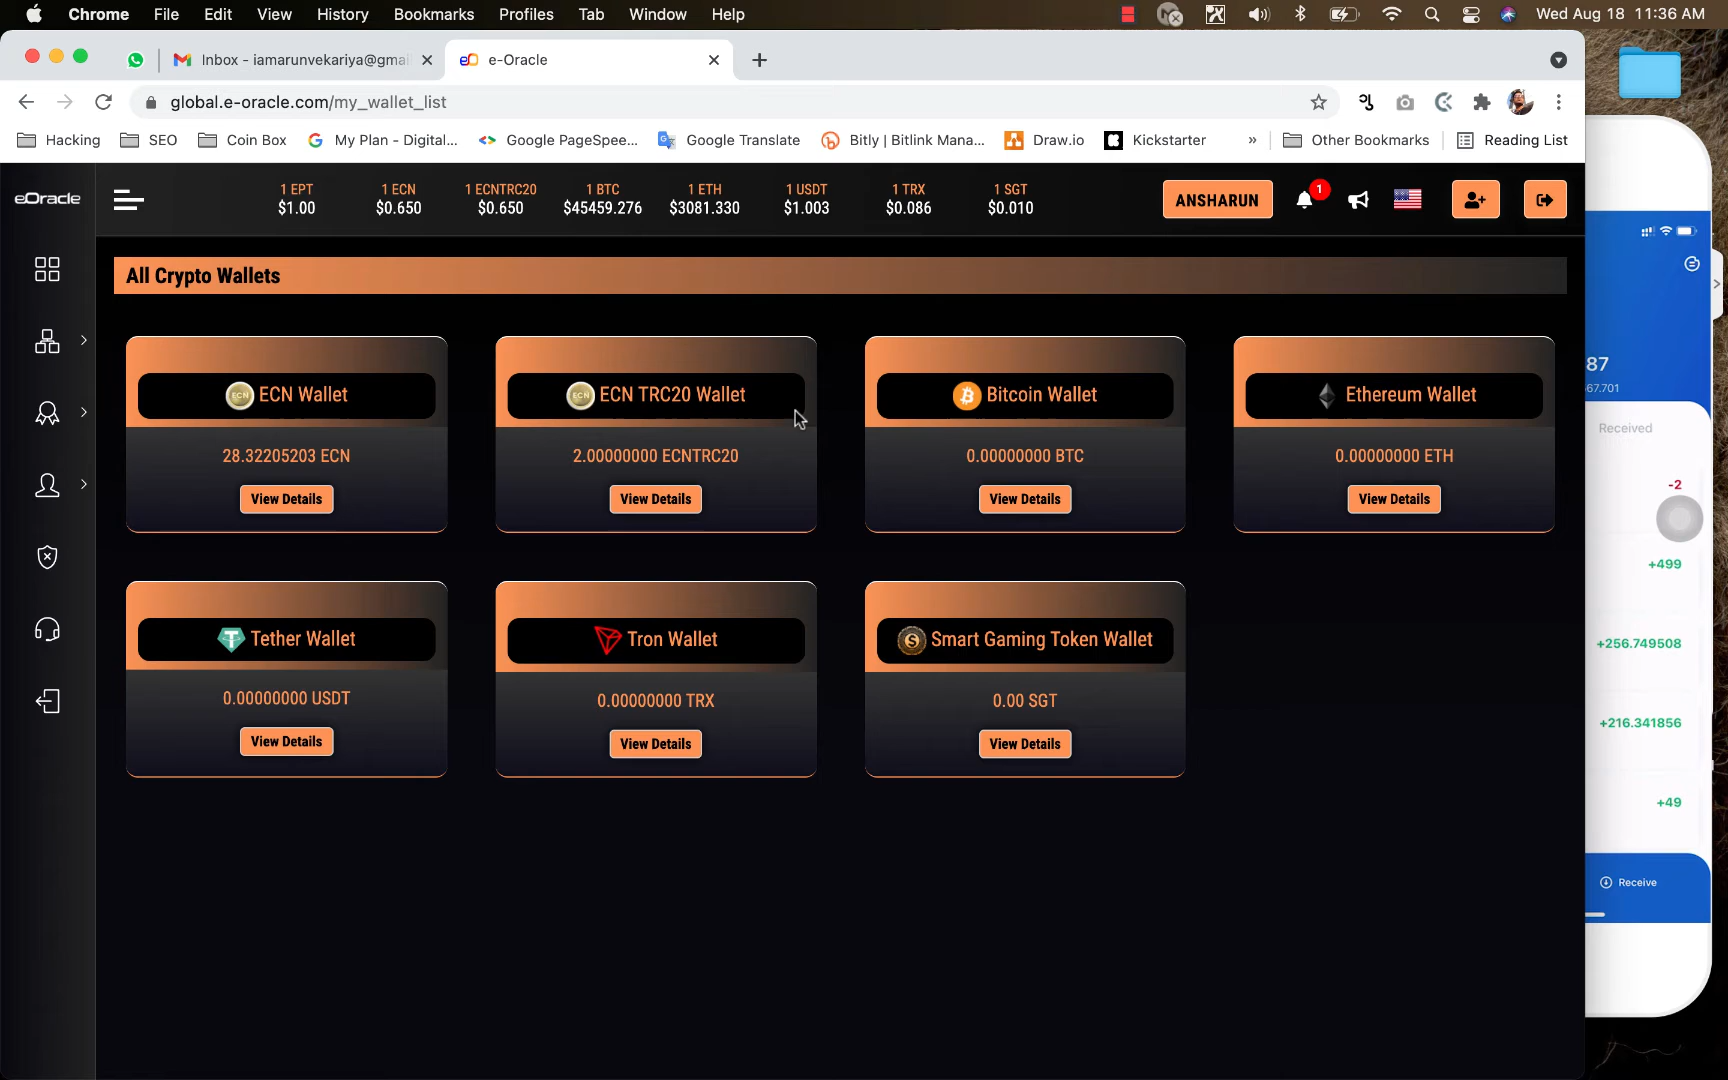 Chrome File Edit View History Bookmarks Profiles Tab Window Help Wed Aug 18 11:36 AM
Inbox - iamarunvekariya@gmai e-Oracle
global.e-oracle.com/my_wallet_list
Hacking SEO Coin Box My Plan - Digital... Google PageSpee... Google Translate Bitly | Bitlink Mana... Draw.io Kickstarter » Other Bookmarks Reading List
eOracle
1 EPT 1 ECN 1 ECNTRC20 1 BTC 1 ETH 1 USDT 1 TRX 1 SGT
$1.00 $0.650 $0.650 $45459.276 $3081.330 $1.003 $0.086 $0.010
ANSHARUN 1
All Crypto Wallets
ECN Wallet ECN TRC20 Wallet Bitcoin Wallet Ethereum Wallet
28.32205203 ECN 2.00000000 ECNTRC20 0.00000000 BTC 0.00000000 ETH
View Details View Details View Details View Details
Tether Wallet Tron Wallet Smart Gaming Token Wallet
0.00000000 USDT 0.00000000 TRX 0.00 SGT
View Details View Details View Details
87
67.701
Received
-2
+499
+256.749508
+216.341856
+49
Receive